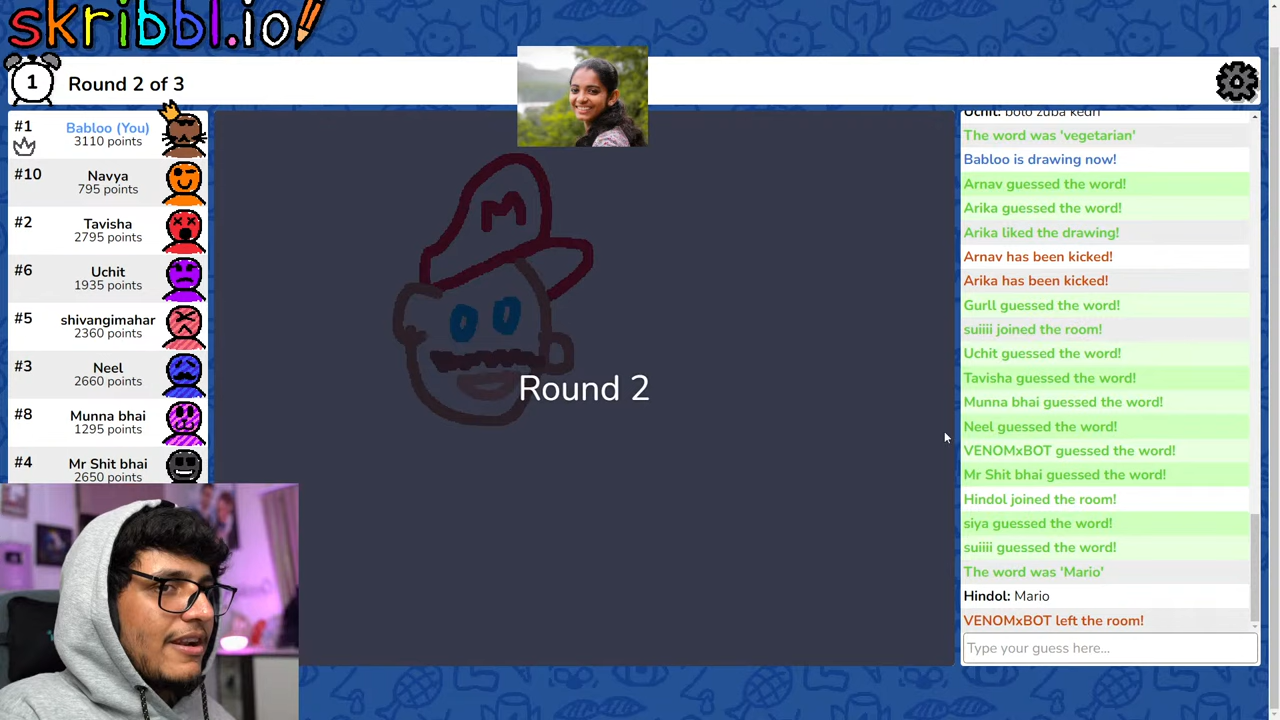 skribbl.io
1
Round 2 of 3
#1
Babloo (You)
3110 points
#10
Navya
795 points
#2
Tavisha
2795 points
#6
Uchit
1935 points
#5
shivangimahar
2360 points
#3
Neel
2660 points
#8
Munna bhai
1295 points
#4
Mr Shit bhai
2650 points
M
Round 2
Uchit: bolo zuba kedn
The word was 'vegetarian'
Babloo is drawing now!
Arnav guessed the word!
Arika guessed the word!
Arika liked the drawing!
Arnav has been kicked!
Arika has been kicked!
Gurll guessed the word!
suiiii joined the room!
Uchit guessed the word!
Tavisha guessed the word!
Munna bhai guessed the word!
Neel guessed the word!
VENOMxBOT guessed the word!
Mr Shit bhai guessed the word!
Hindol joined the room!
siya guessed the word!
suiiii guessed the word!
The word was 'Mario'
Hindol: Mario
VENOMxBOT left the room!
Type your guess here...